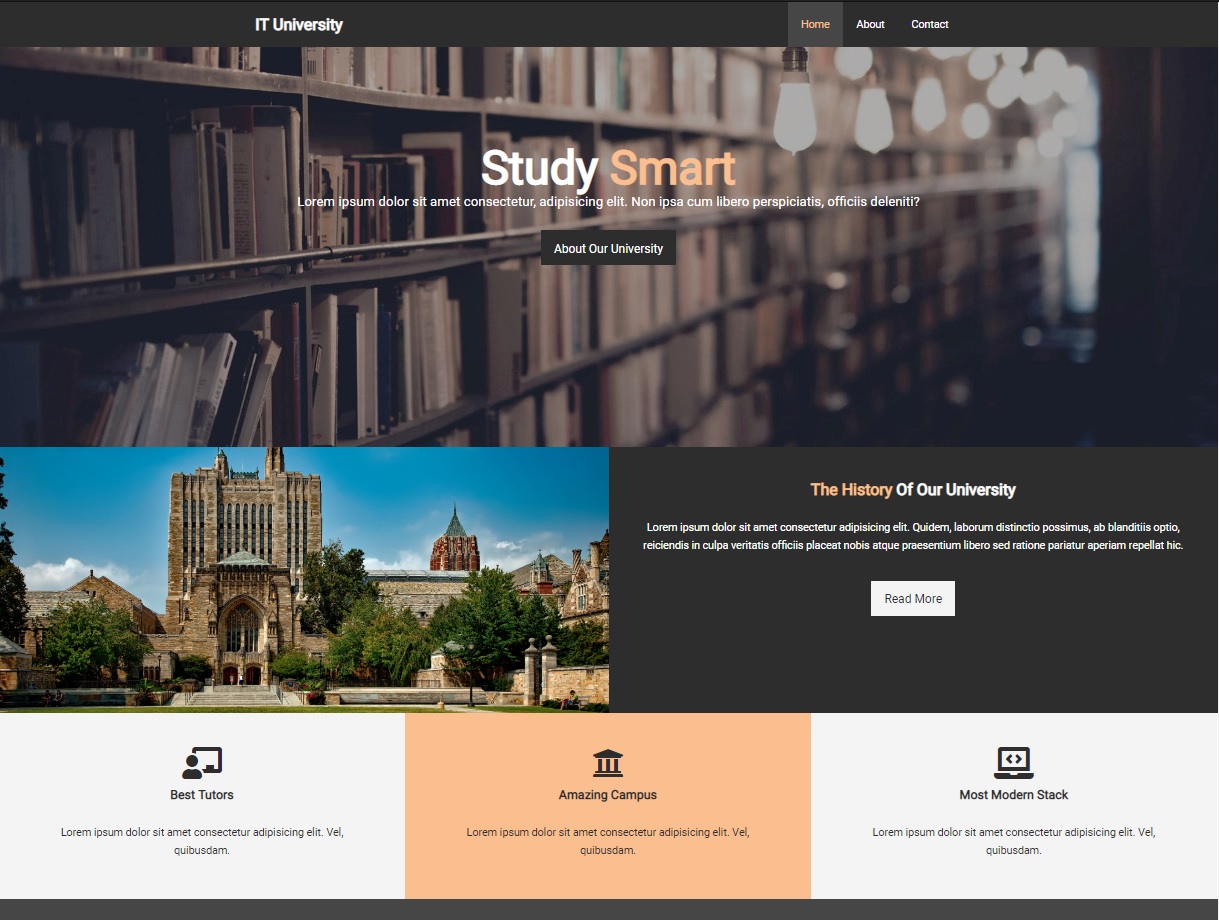 IT University
Home About Contact
Study Smart
Lorem ipsum dolor sit amet consectetur, adipisicing elit. Non ipsa cum libero perspiciatis, officiis deleniti?
About Our University
The History Of Our University
Lorem ipsum dolor sit amet consectetur adipisicing elit. Quidem, laborum distinctio possimus, ab blanditiis optio,
reiciendis in culpa veritatis officiis placeat nobis atque praesentium libero sed ratione pariatur aperiam repellat hic.
Read More
Best Tutors
Lorem ipsum dolor sit amet consectetur adipisicing elit. Vel,
quibusdam.
Amazing Campus
Lorem ipsum dolor sit amet consectetur adipisicing elit. Vel,
quibusdam.
Most Modern Stack
Lorem ipsum dolor sit amet consectetur adipisicing elit. Vel,
quibusdam.